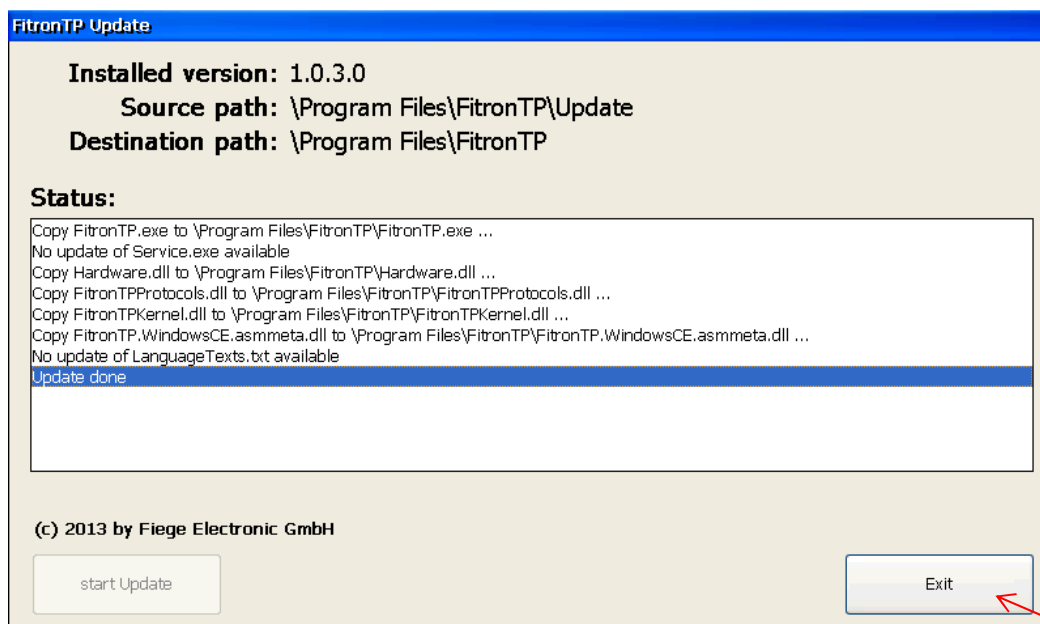 FitronTP Update
Installed version: 1.0.3.0
Source path: \Program Files\FitronTP\Update
Destination path: \Program Files\FitronTP
Status:
Copy FitronTP.exe to \Program Files\FitronTP\FitronTP.exe ...
No update of Service.exe available
Copy Hardware.dll to \Program Files\FitronTP\Hardware.dll ...
Copy FitronTPProtocols.dll to \Program Files\FitronTP\FitronTPProtocols.dll ...
Copy FitronTPKernel.dll to \Program Files\FitronTP\FitronTPKernel.dll ...
Copy FitronTP.WindowsCE.asmmeta.dll to \Program Files\FitronTP\FitronTP.WindowsCE.asmmeta.dll ...
No update of LanguageTexts.txt available
Update done
(c) 2013 by Fiege Electronic GmbH
start Update
Exit